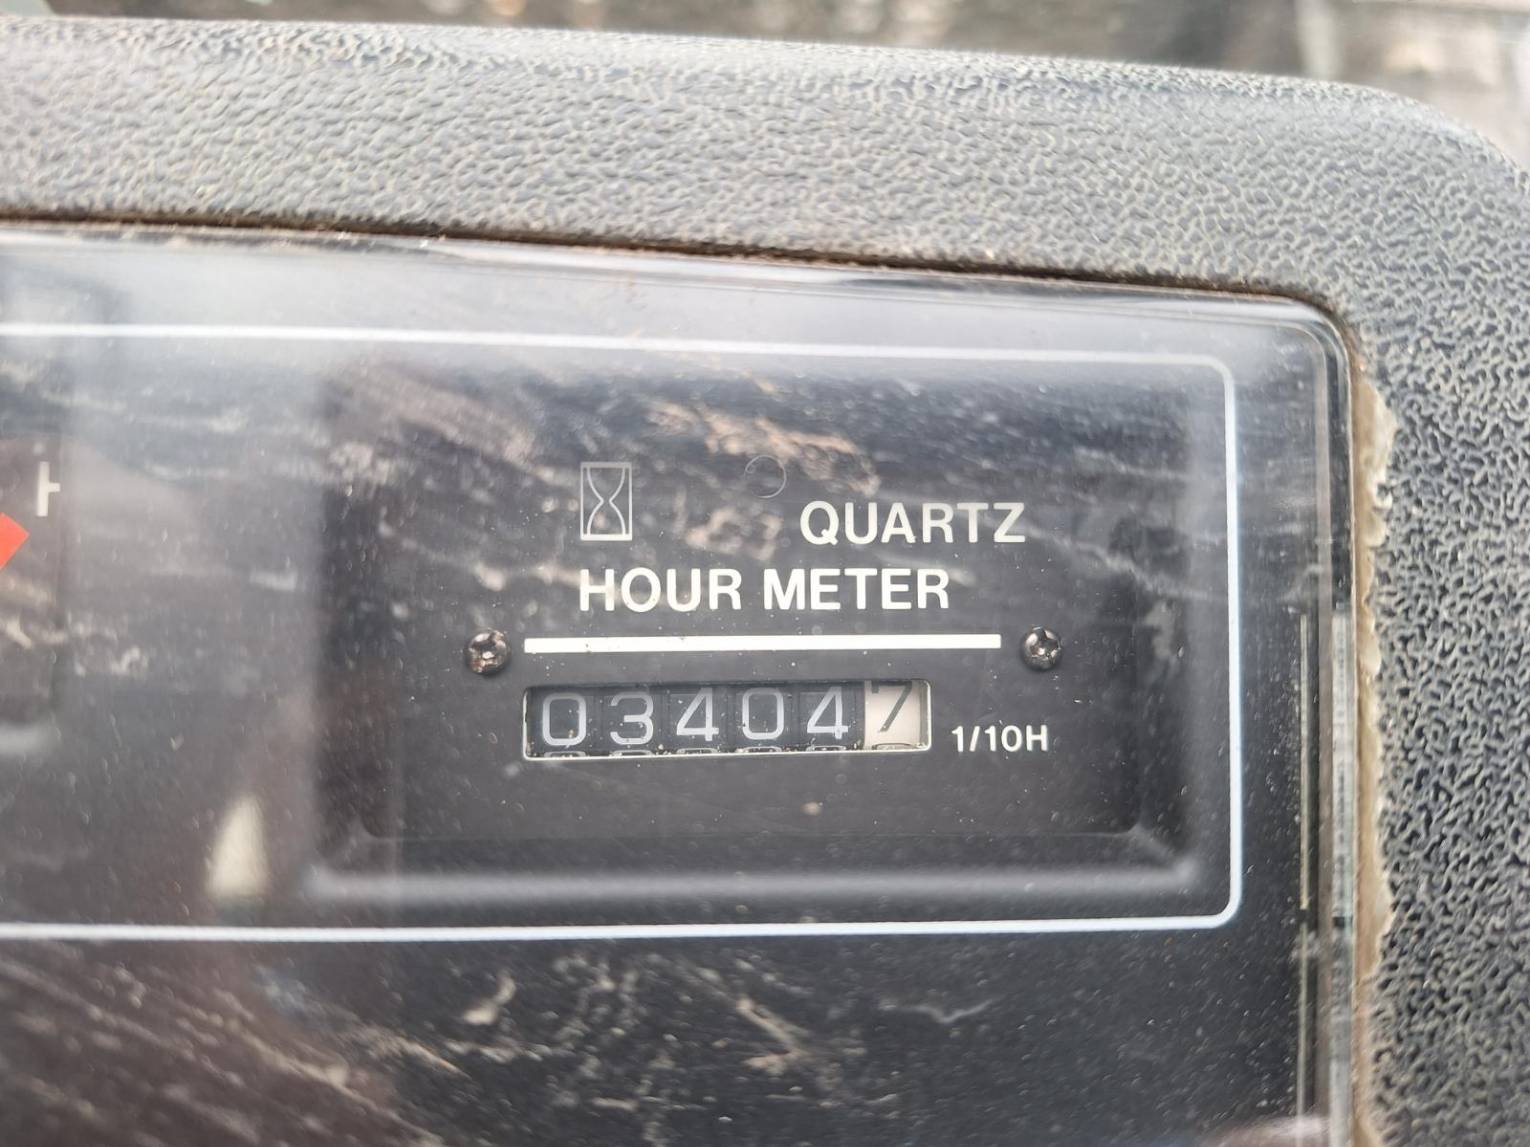 H
QUARTZ
HOUR METER
034047 1/10H